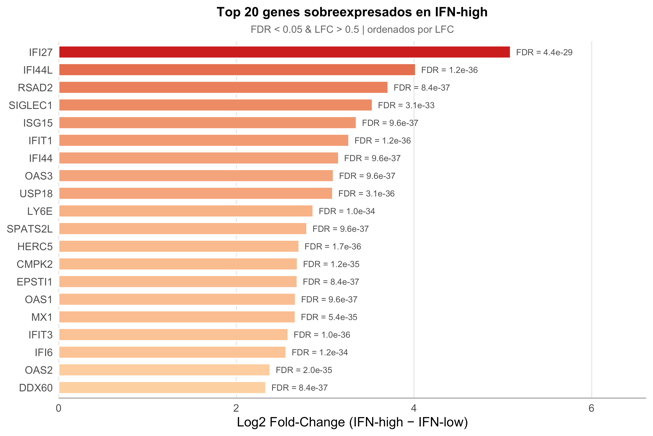 Top 20 genes sobreexpresados en IFN-high
FDR < 0.05 & LFC > 0.5 | ordenados por LFC
IFI27 FDR = 4.4e-29
IFI44L FDR = 1.2e-36
RSAD2 FDR = 8.4e-37
SIGLEC1 FDR = 3.1e-33
ISG15 FDR = 9.6e-37
IFIT1 FDR = 1.2e-36
IFI44 FDR = 9.6e-37
OAS3 FDR = 9.6e-37
USP18 FDR = 3.1e-36
LY6E FDR = 1.0e-34
SPATS2L FDR = 9.6e-37
HERC5 FDR = 1.7e-36
CMPK2 FDR = 1.2e-35
EPSTI1 FDR = 8.4e-37
OAS1 FDR = 9.6e-37
MX1 FDR = 5.4e-35
IFIT3 FDR = 1.0e-36
IFI6 FDR = 1.2e-34
OAS2 FDR = 2.0e-35
DDX60 FDR = 8.4e-37
0 2 4 6
Log2 Fold-Change (IFN-high − IFN-low)